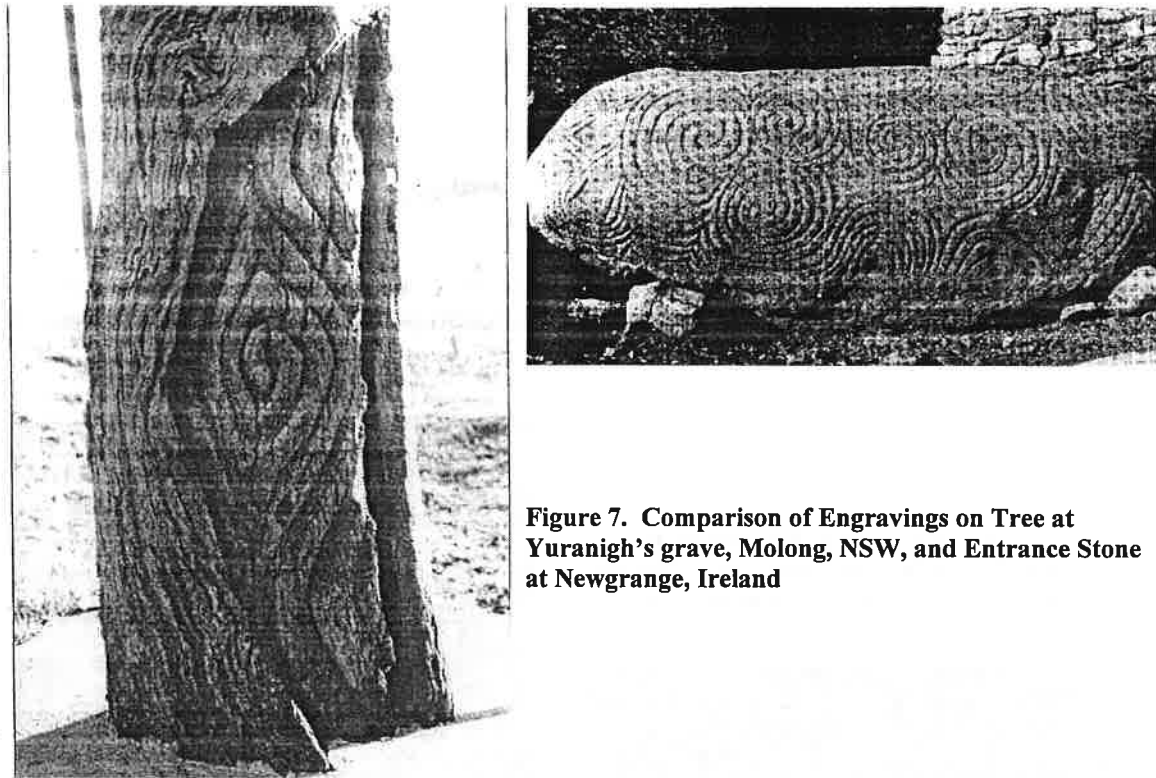 Figure 7.  Comparison of Engravings on Tree at
Yuranigh's grave, Molong, NSW, and Entrance Stone
at Newgrange, Ireland